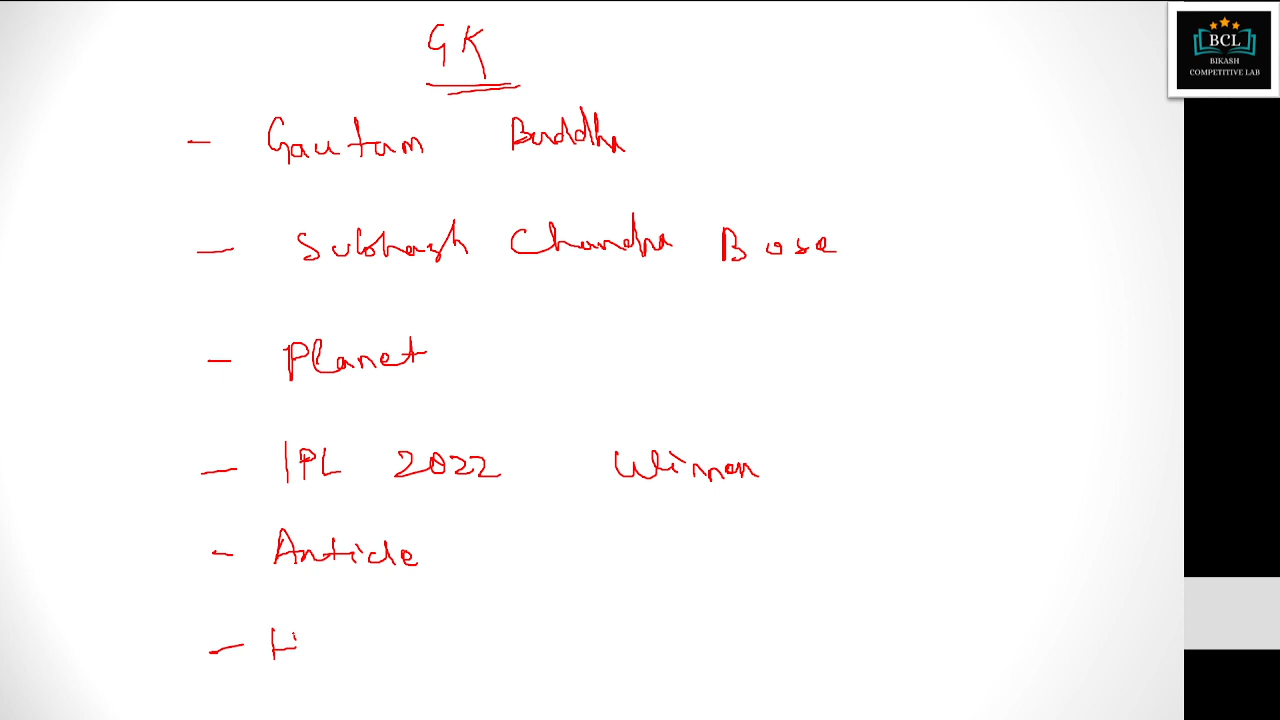 GK
BCL
BIKASH
COMPETITIVE LAB
- Gautam Buddha
- Subhash Chandra Bose
- Planet
- IPL 2022 Winner
- Article